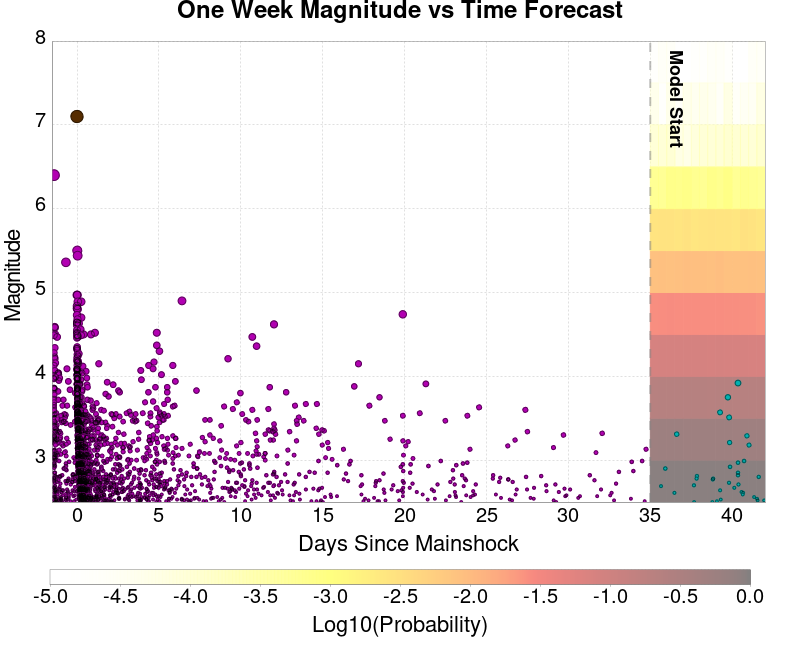 One Week Magnitude vs Time Forecast
8
7
6
5
4
3
Magnitude
Model Start
0 5 10 15 20 25 30 35 40
Days Since Mainshock
-5.0 -4.5 -4.0 -3.5 -3.0 -2.5 -2.0 -1.5 -1.0 -0.5 0.0
Log10(Probability)